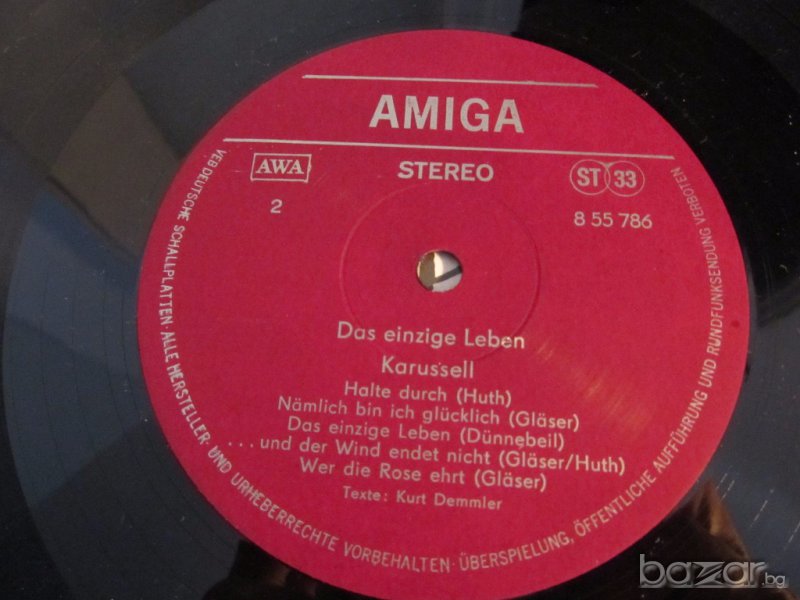 AMIGA
AWA
STEREO
ST 33
2
8 55 786
Das einzige Leben
Karussell
Halte durch (Huth)
Nämlich bin ich glücklich (Gläser)
Das einzige Leben (Dünnebeil)
. . . und der Wind endet nicht (Gläser/Huth)
Wer die Rose ehrt (Gläser)
Texte: Kurt Demmler
VEB DEUTSCHE SCHALLPLATTEN · ALLE HERSTELLER- UND URHEBERRECHTE VORBEHALTEN · ÜBERSPIELUNG, ÖFFENTLICHE AUFFÜHRUNG UND RUNDFUNKSENDUNG VERBOTEN
bazar.bg